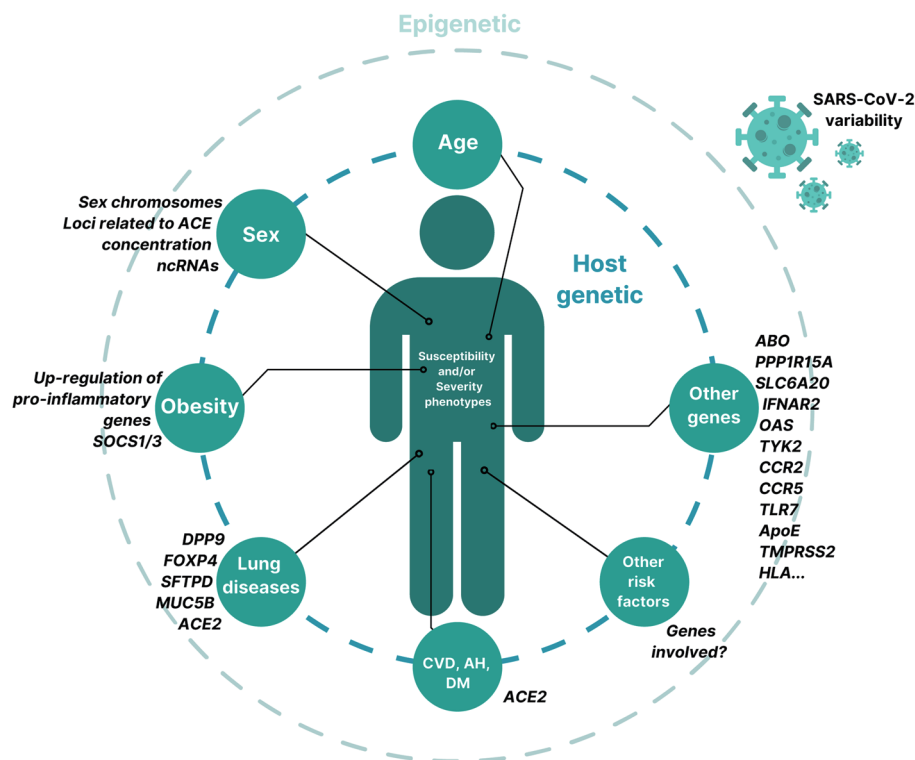 Epigenetic
SARS-CoV-2
variability
Age
Sex chromosomes
Loci related to ACE
concentration
ncRNAs
Sex
Host
genetic
Susceptibility
and/or
Severity
phenotypes
Up-regulation of
pro-inflammatory
genes
SOCS1/3
Obesity
Other
genes
ABO
PPP1R15A
SLC6A20
IFNAR2
OAS
TYK2
CCR2
CCR5
TLR7
ApoE
TMPRSS2
HLA...
DPP9
FOXP4
SFTPD
MUC5B
ACE2
Lung
diseases
Other
risk
factors
Genes
involved?
CVD, AH,
DM
ACE2